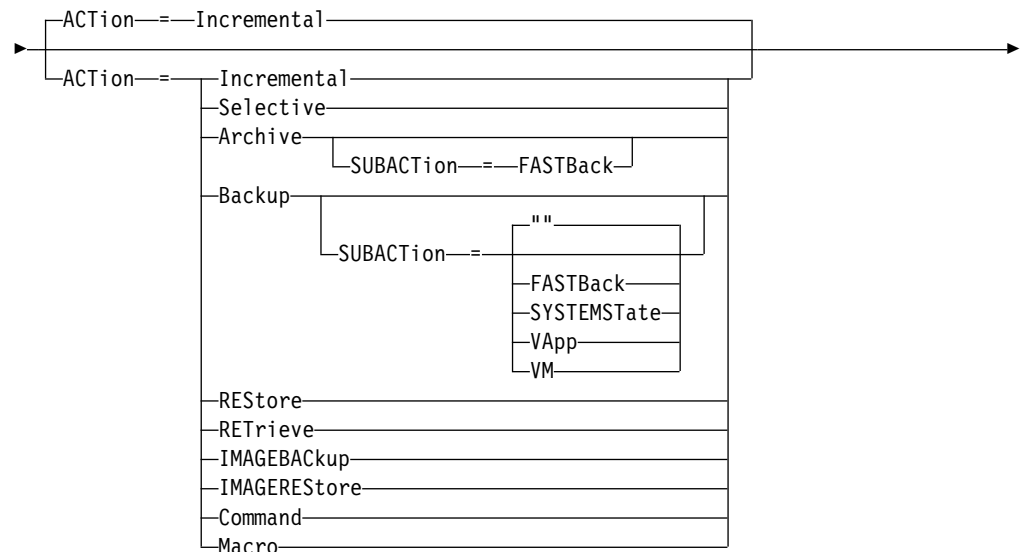 ACTion = Incremental
ACTion = Incremental
Selective
Archive
SUBACTion = FASTBack
Backup
""
SUBACTion =
FASTBack
SYSTEMSTate
VApp
VM
REStore
RETrieve
IMAGEBACkup
IMAGEREStore
Command
Macro